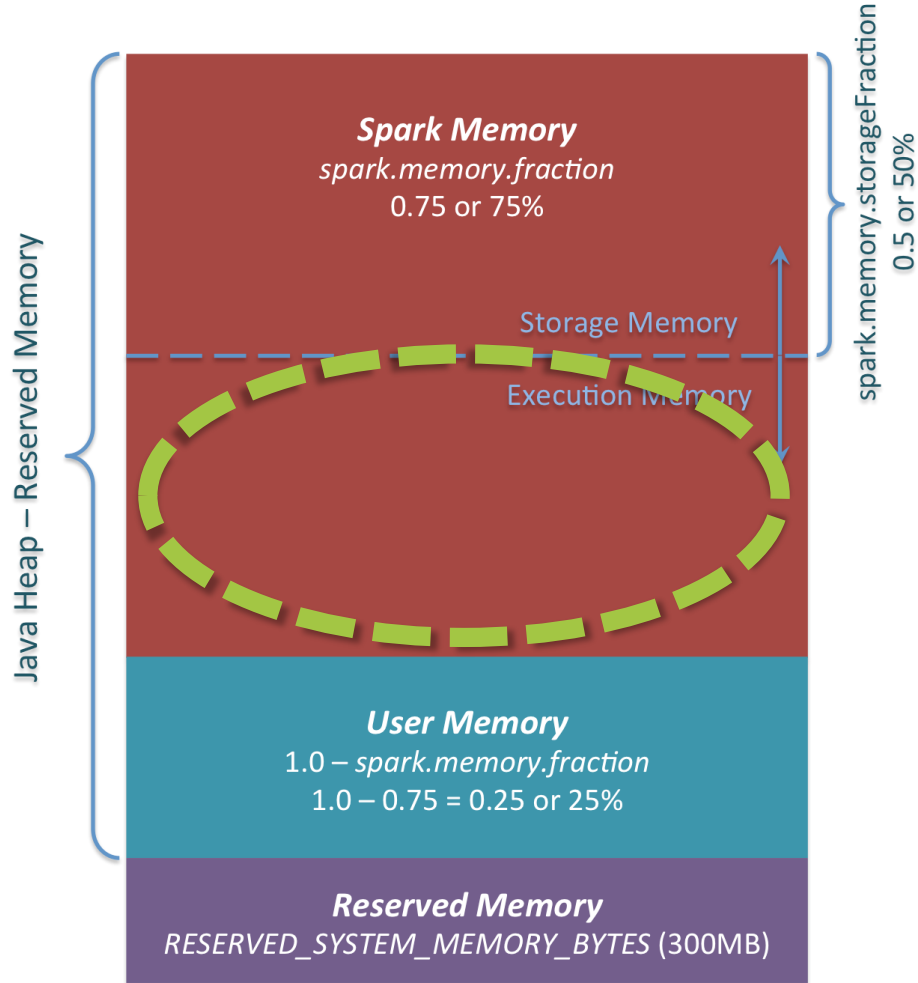 Spark Memory
spark.memory.fraction
0.75 or 75%
spark.memory.storageFraction
0.5 or 50%
Java Heap – Reserved Memory
Storage Memory
Execution Memory
User Memory
1.0 – spark.memory.fraction
1.0 – 0.75 = 0.25 or 25%
Reserved Memory
RESERVED_SYSTEM_MEMORY_BYTES (300MB)